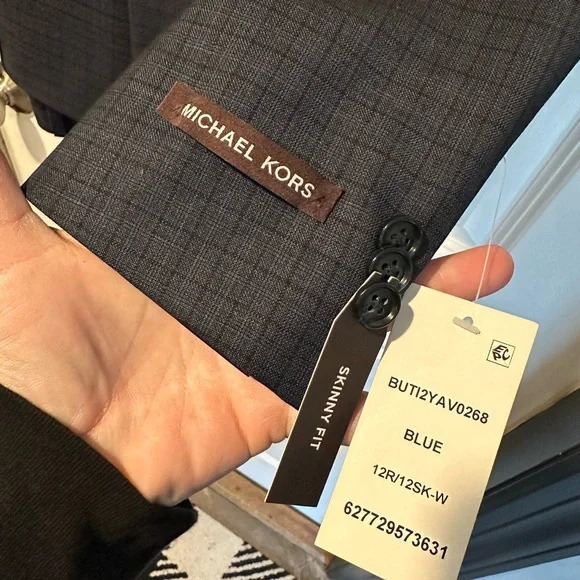 MICHAEL KORS
SKINNY FIT
BUTI2YAV0268
BLUE
12R/12SK-W
627729573631